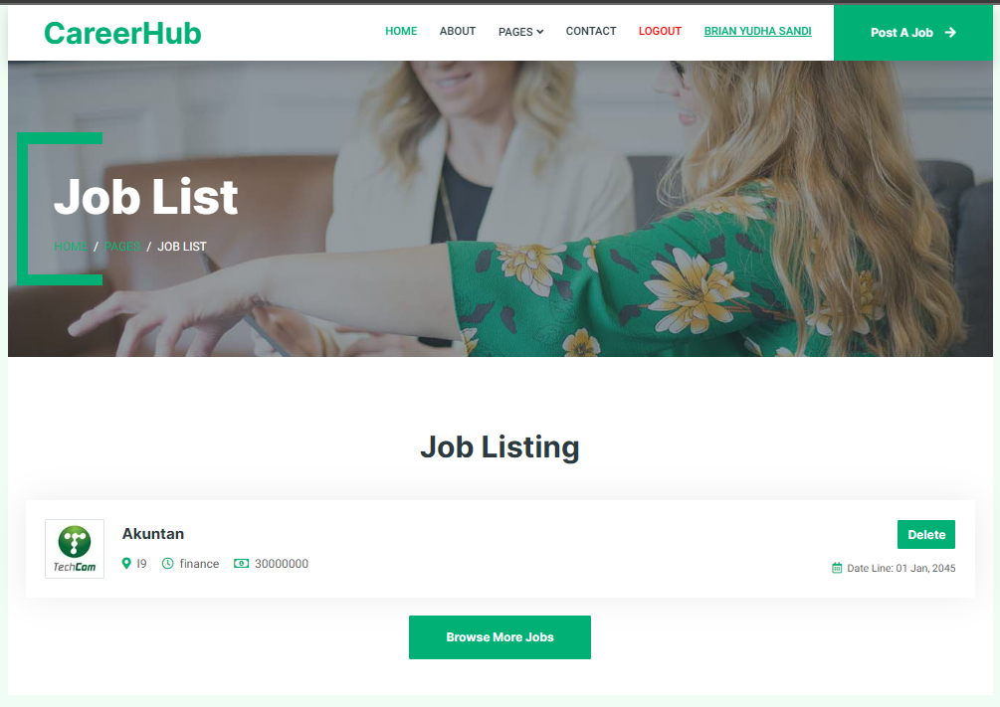 CareerHub
HOME ABOUT PAGES CONTACT LOGOUT BRIAN YUDHA SANDI Post A Job
Job List
HOME / PAGES / JOB LIST
Job Listing
TechCom
Akuntan
l9 finance 30000000
Delete
Date Line: 01 Jan, 2045
Browse More Jobs